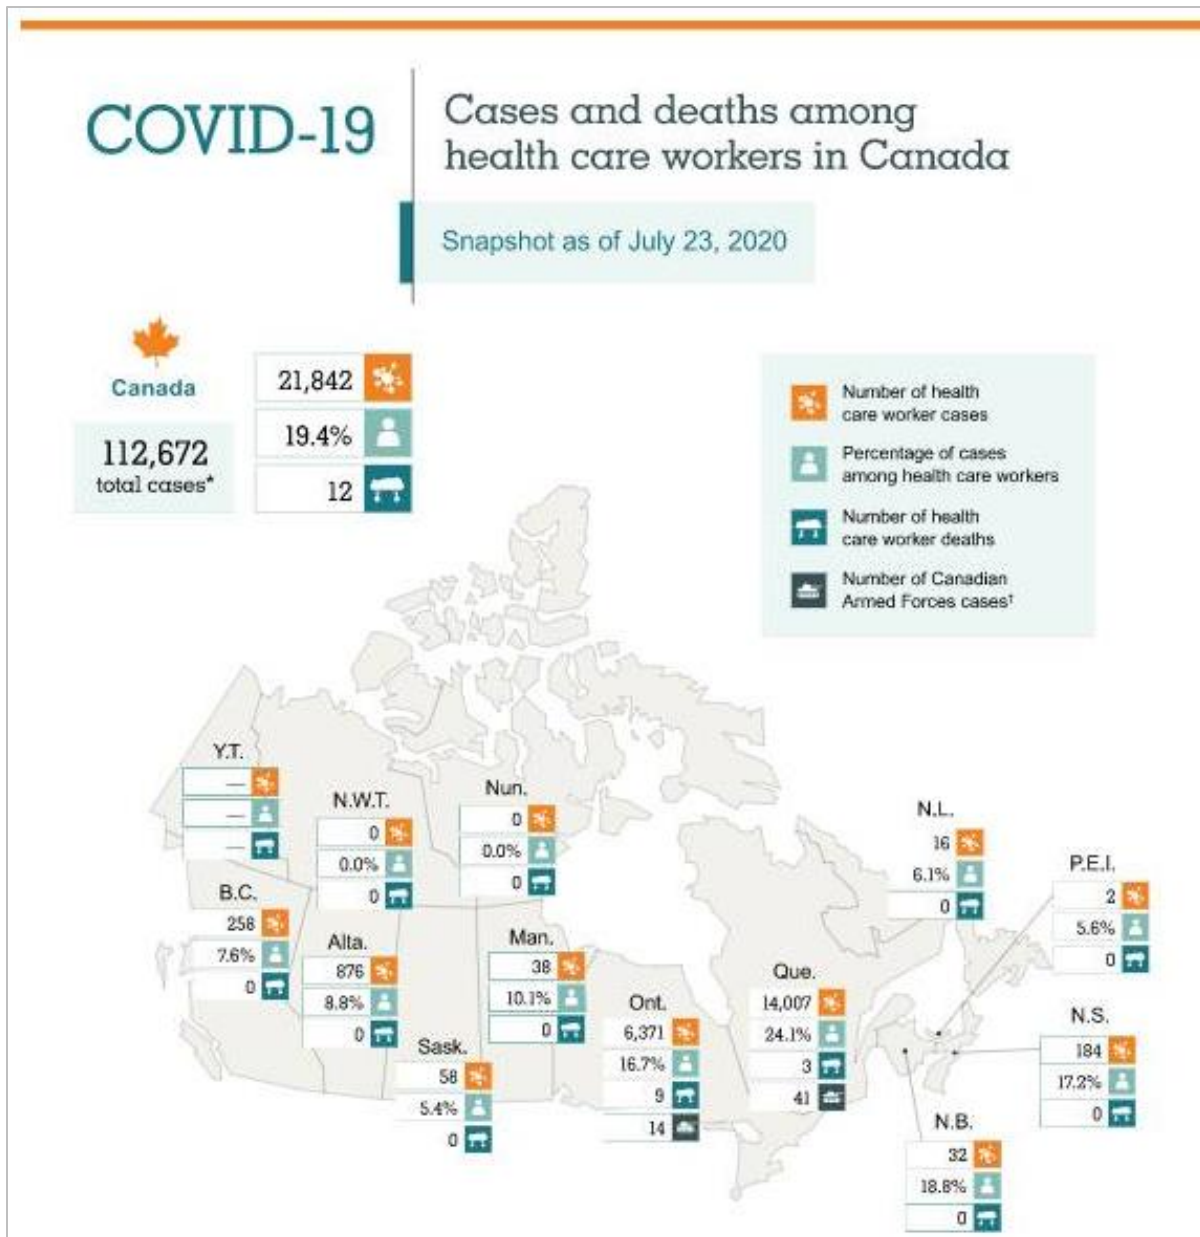 COVID-19
Cases and deaths among
health care workers in Canada
Snapshot as of July 23, 2020
Canada
112,672
total cases*
21,842
19.4%
12
Number of health
care worker cases
Percentage of cases
among health care workers
Number of health
care worker deaths
Number of Canadian
Armed Forces cases†
Y.T.
—
—
—
N.W.T.
0
0.0%
0
Nun.
0
0.0%
0
B.C.
258
7.6%
0
Alta.
876
8.8%
0
Sask.
58
5.4%
0
Man.
38
10.1%
0
Ont.
6,371
16.7%
9
14
Que.
14,007
24.1%
3
41
N.L.
16
6.1%
0
P.E.I.
2
5.6%
0
N.S.
184
17.2%
0
N.B.
32
18.8%
0